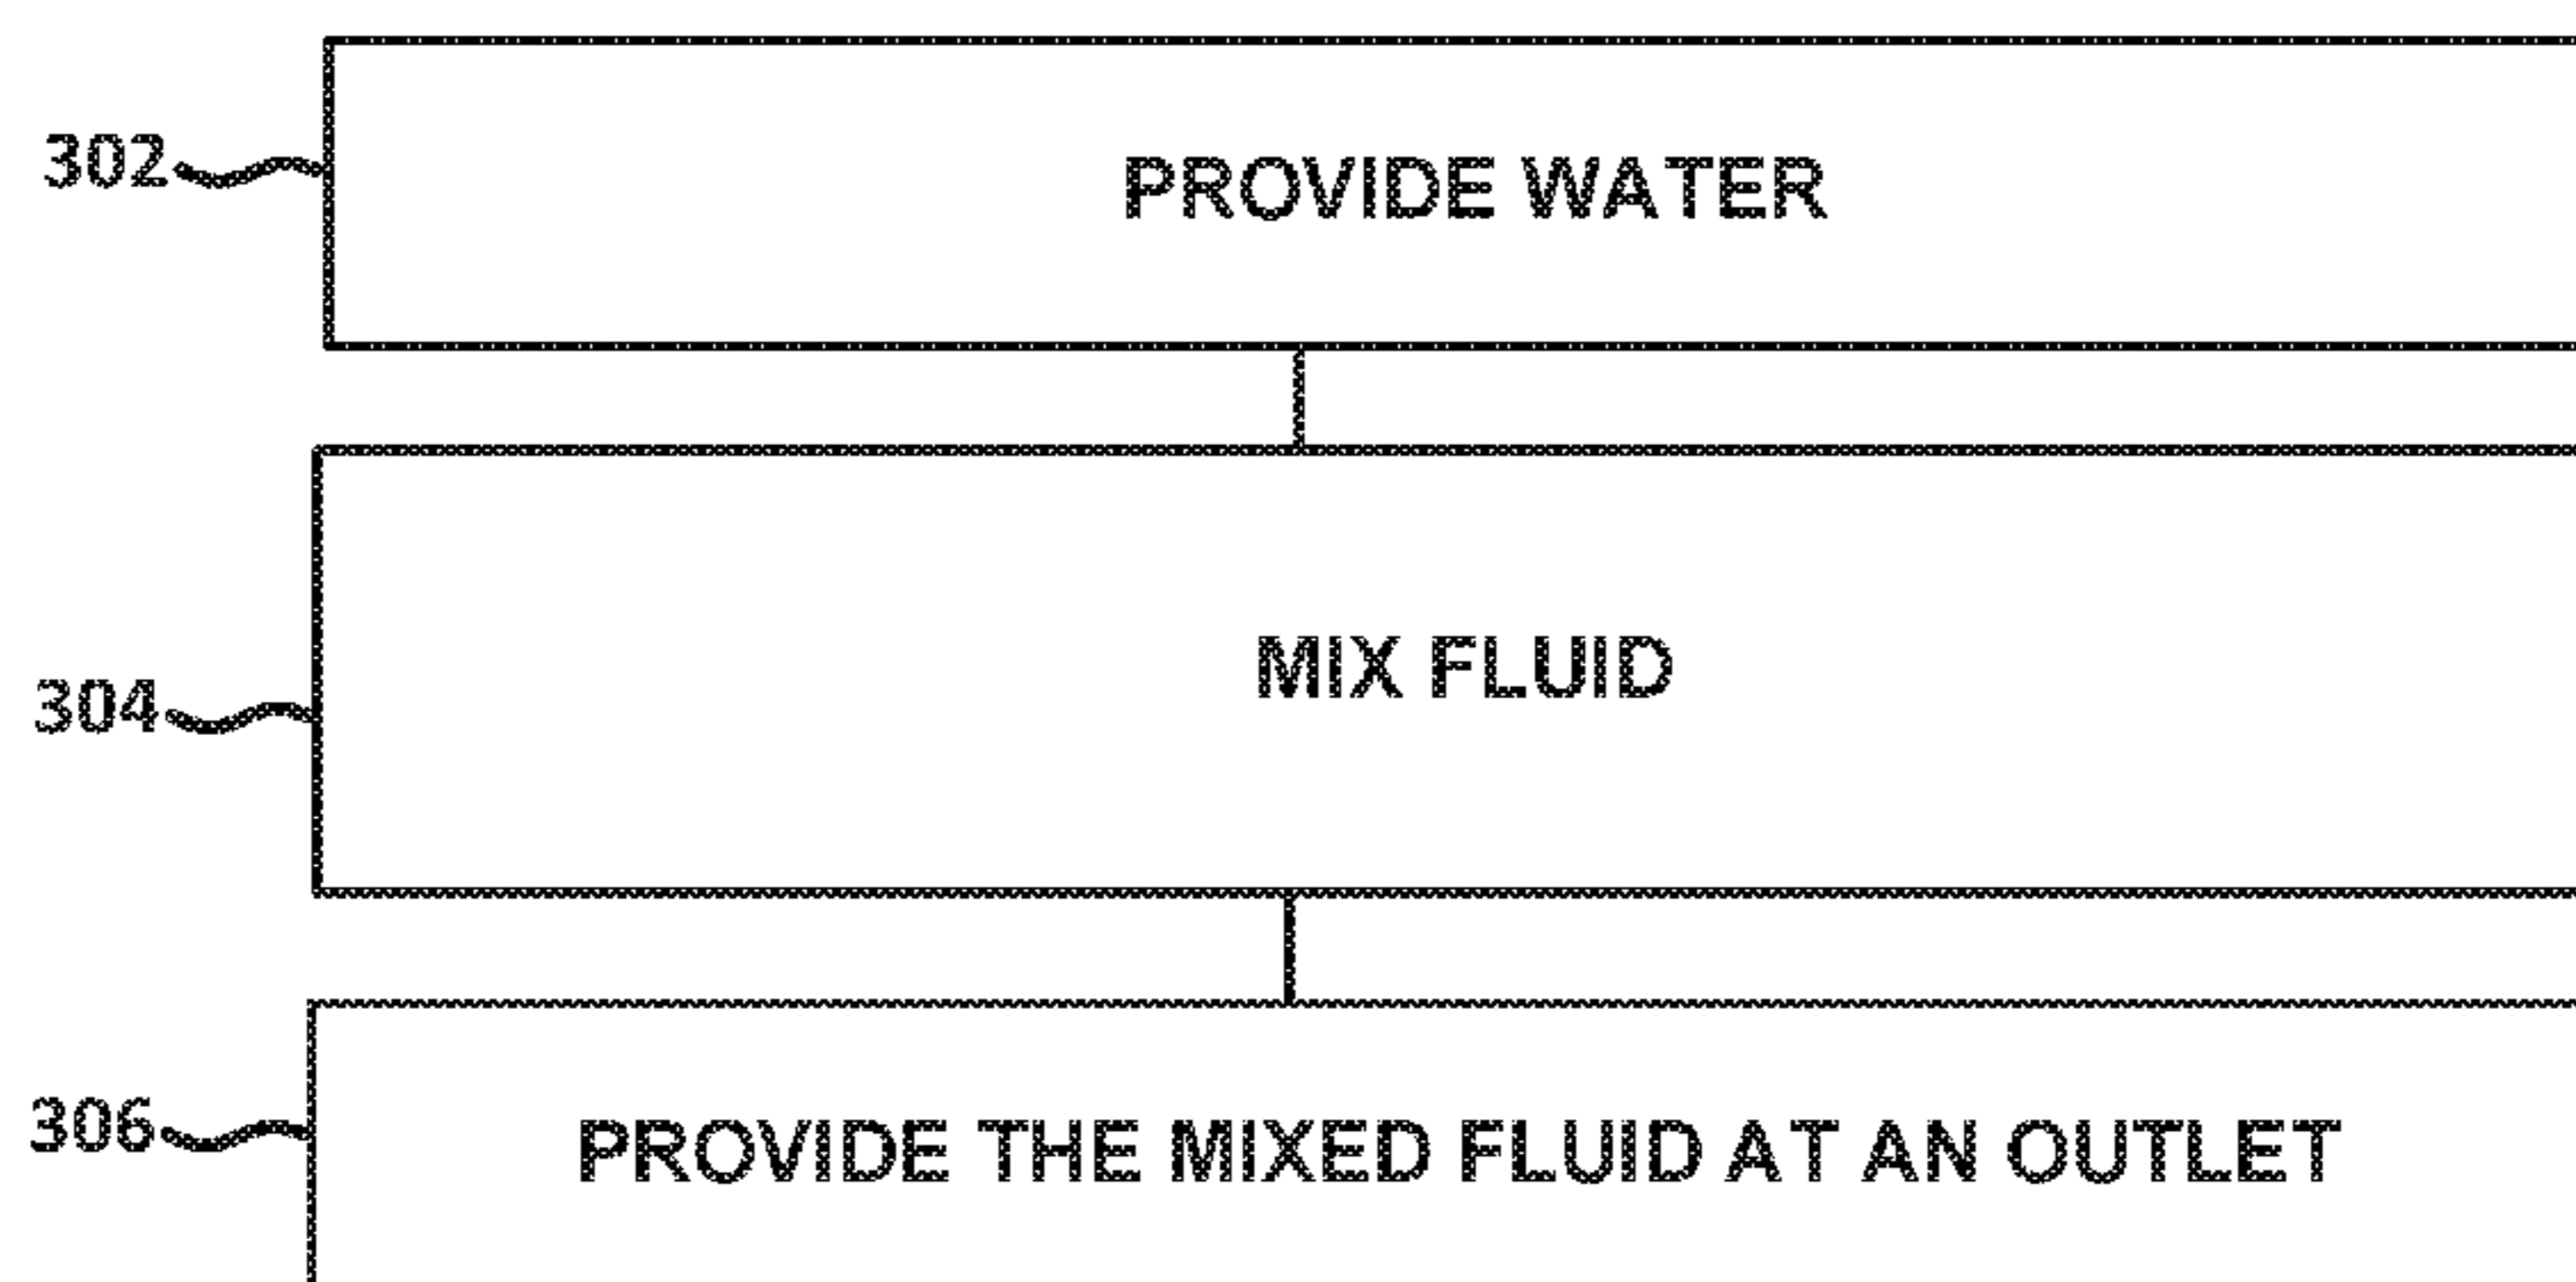 302
PROVIDE WATER
304
MIX FLUID
306
PROVIDE THE MIXED FLUID AT AN OUTLET